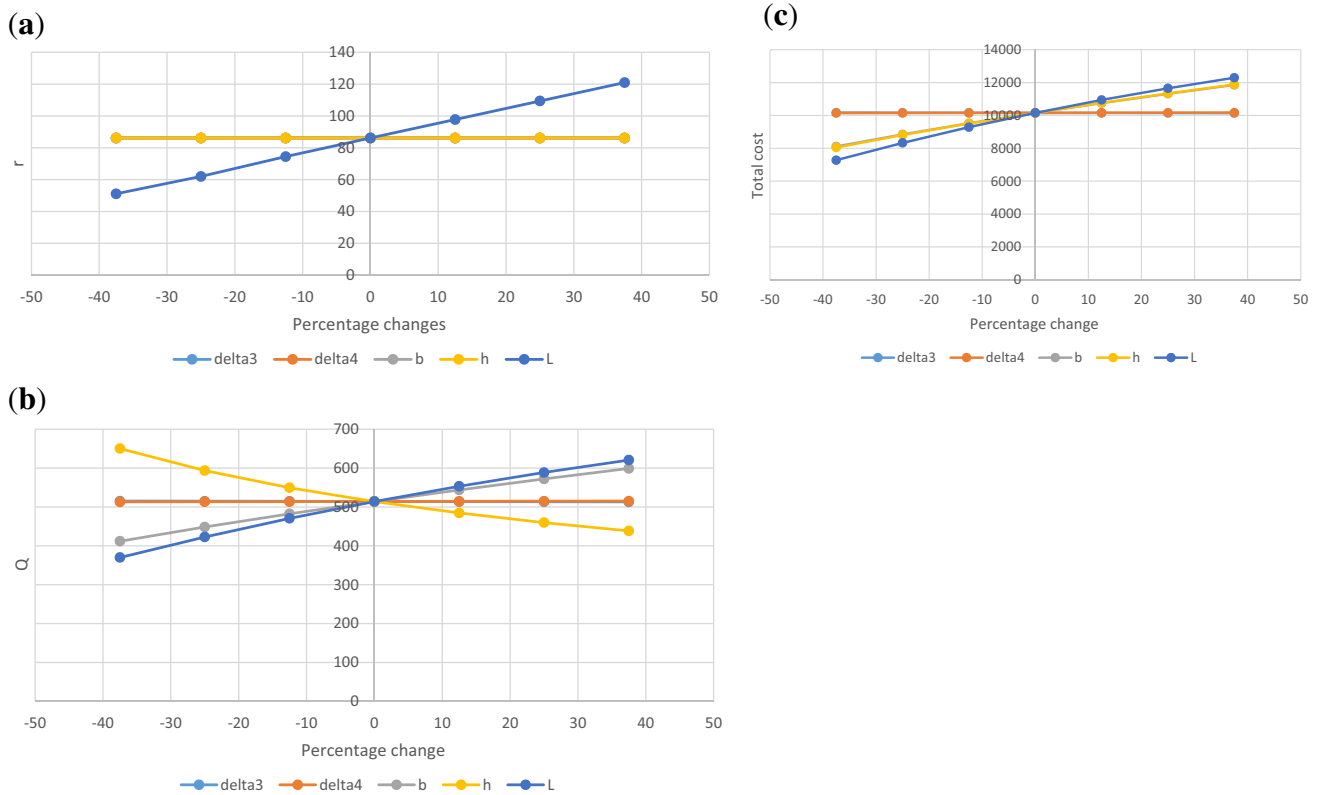 (a)
140
120
100
80
60
40
20
0
r
-50 -40 -30 -20 -10 0 10 20 30 40 50
Percentage changes
delta3 delta4 b h L
(b)
700
600
500
400
300
200
100
0
Q
-50 -40 -30 -20 -10 0 10 20 30 40 50
Percentage change
delta3 delta4 b h L
(c)
14000
12000
10000
8000
6000
4000
2000
0
Total cost
-50 -40 -30 -20 -10 0 10 20 30 40 50
Percentage change
delta3 delta4 b h L